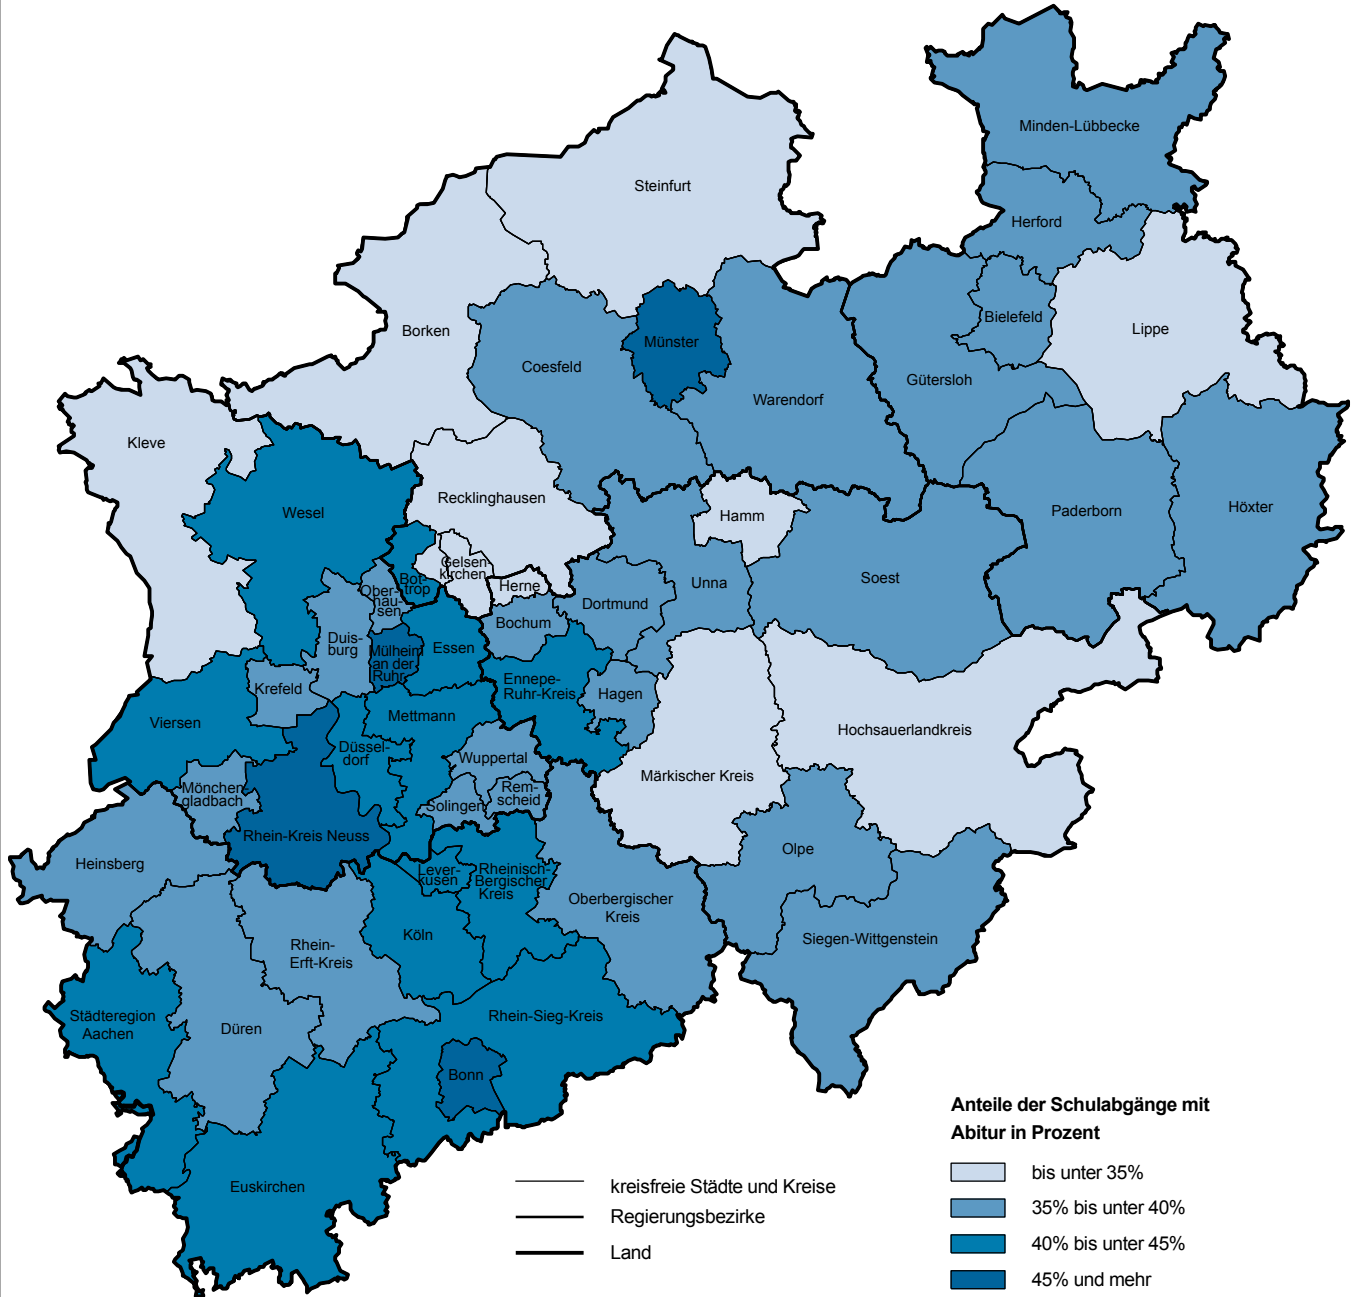 Minden-Lübbecke
Steinfurt
Herford
Bielefeld
Lippe
Borken
Münster
Coesfeld
Gütersloh
Warendorf
Kleve
Recklinghausen
Wesel
Hamm
Paderborn
Höxter
Gelsen-
kirchen
Bot-
trop
Herne
Soest
Unna
Ober-
hau-
sen
Dortmund
Bochum
Duis-
burg
Mülheim
an der
Ruhr
Essen
Ennepe-
Ruhr-Kreis
Krefeld
Hagen
Viersen
Mettmann
Hochsauerlandkreis
Düssel-
dorf
Wuppertal
Märkischer Kreis
Mönchen-
gladbach
Rem-
scheid
Solingen
Rhein-Kreis Neuss
Olpe
Heinsberg
Lever-
kusen
Rheinisch-
Bergischer
Kreis
Oberbergischer
Kreis
Köln
Siegen-Wittgenstein
Rhein-
Erft-Kreis
Städteregion
Aachen
Düren
Rhein-Sieg-Kreis
Bonn
Euskirchen
Anteile der Schulabgänge mit
Abitur in Prozent
bis unter 35%
35% bis unter 40%
40% bis unter 45%
45% und mehr
kreisfreie Städte und Kreise
Regierungsbezirke
Land